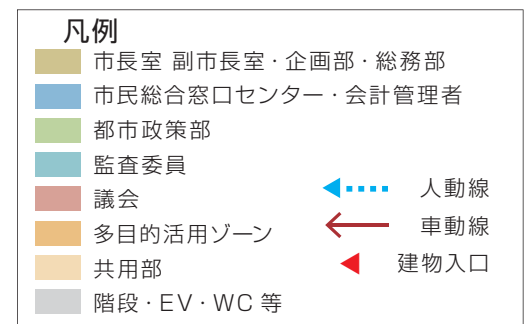 凡例
市長室 副市長室・企画部・総務部
市民総合窓口センター・会計管理者
都市政策部
監査委員
議会
多目的活用ゾーン
共用部
階段・EV・WC 等
人動線
車動線
建物入口